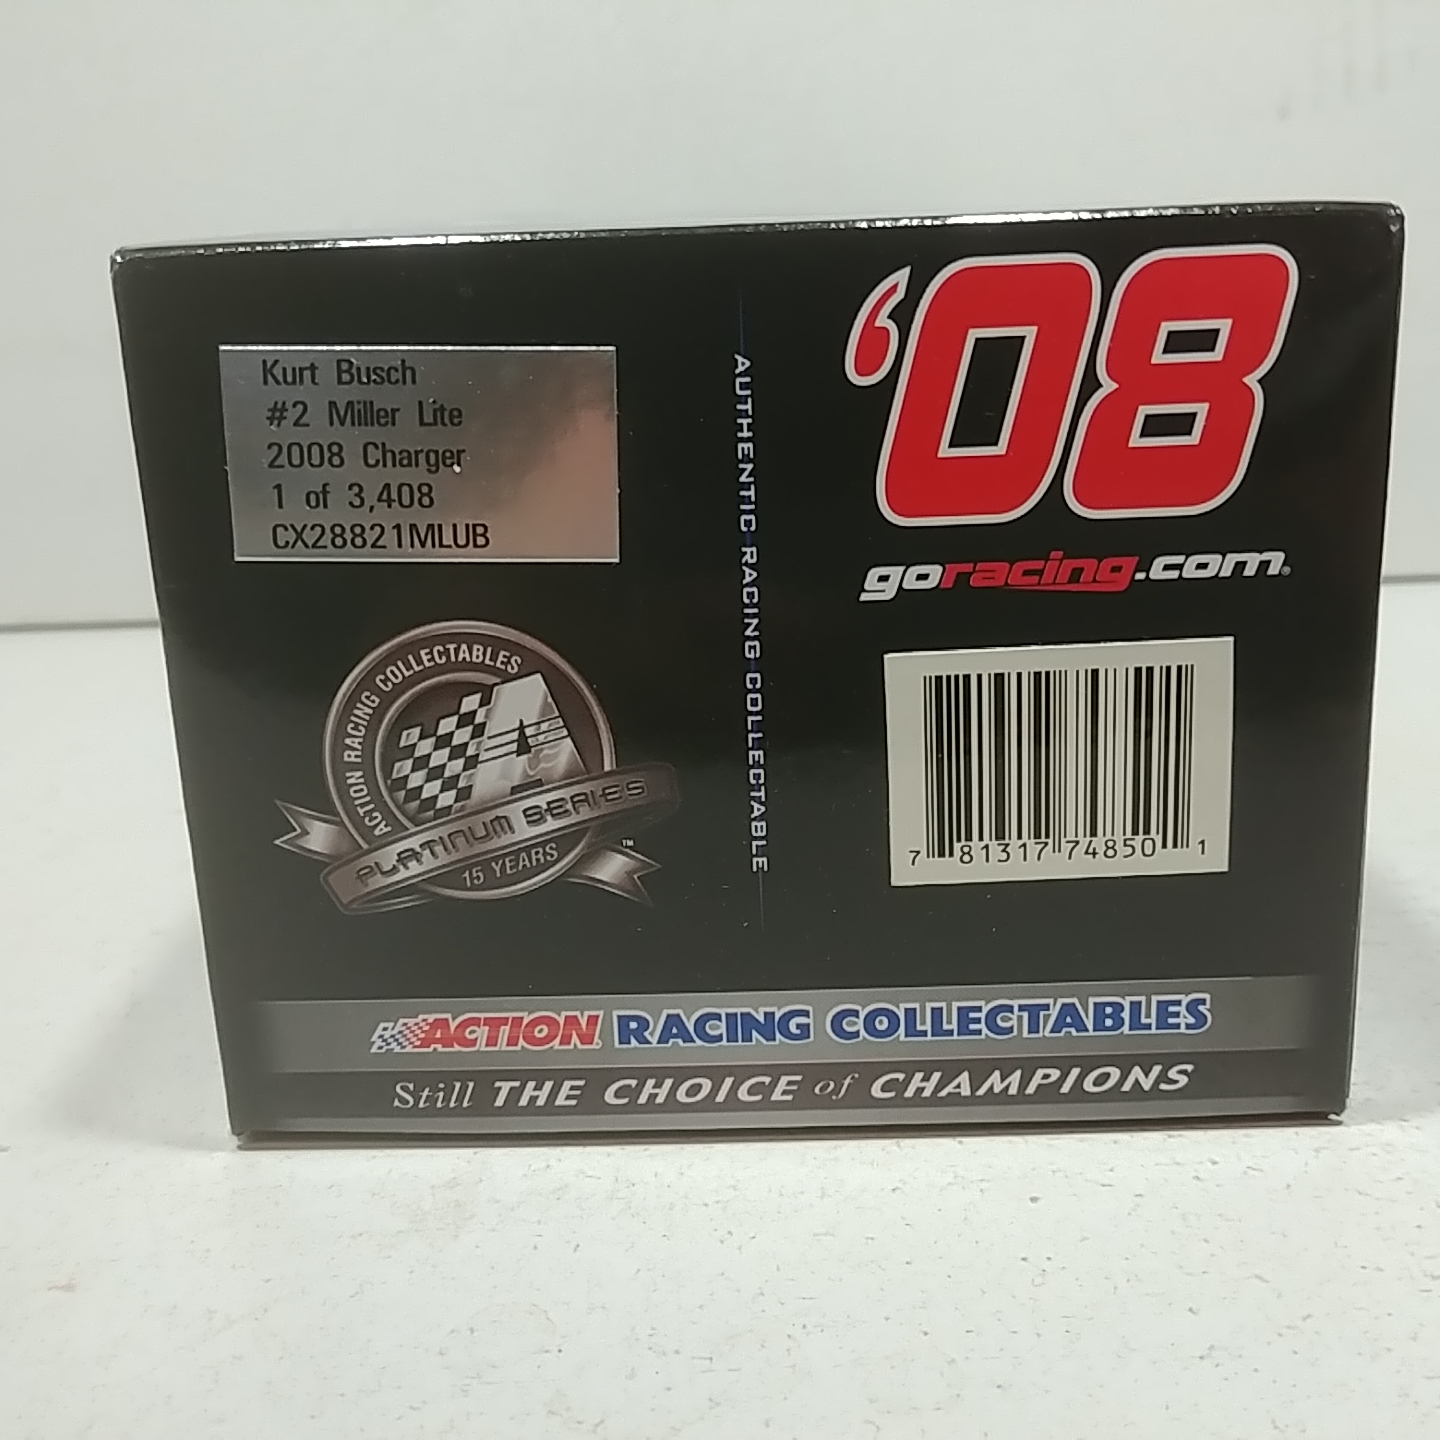 Kurt Busch
#2 Miller Lite
2008 Charger
1 of 3,408
CX28821MLUB
ACTION RACING COLLECTABLES
A
PLATINUM SERIES
15 YEARS
TM
AUTHENTIC RACING COLLECTABLE
'08
goracing.com®
7 81317 74850 1
ACTION RACING COLLECTABLES
Still THE CHOICE of CHAMPIONS